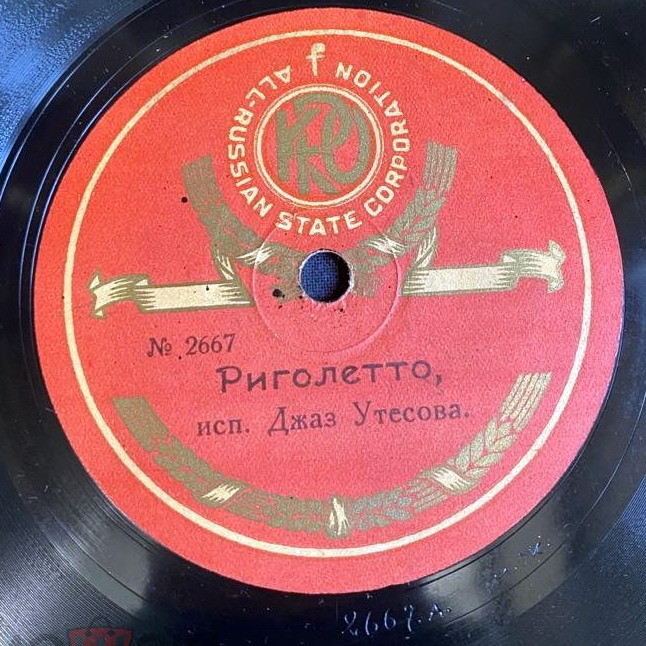 ALL-RUSSIAN STATE CORPORATION
№ 2667
Риголетто,
исп. Джаз Утесова.
2667